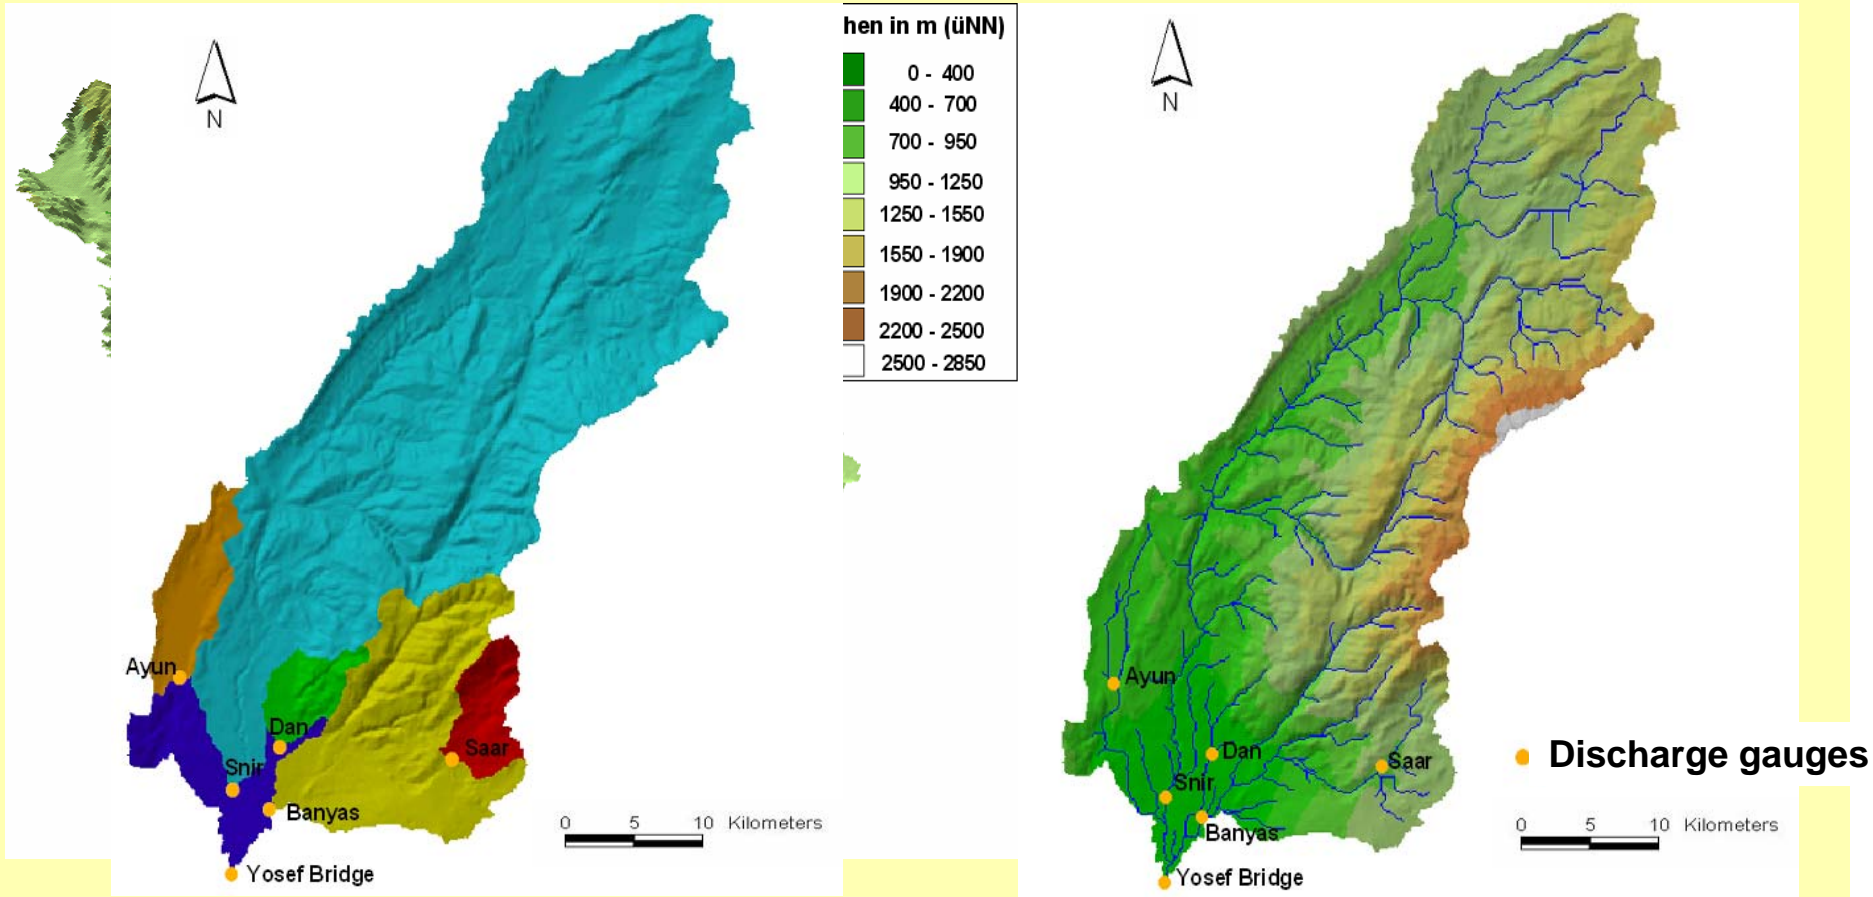 N
Ayun
Dan
Snir
Saar
Banyas
Yosef Bridge
0 5 10 Kilometers
hen in m (üNN)
0 - 400
400 - 700
700 - 950
950 - 1250
1250 - 1550
1550 - 1900
1900 - 2200
2200 - 2500
2500 - 2850
N
Ayun
Dan
Saar
Snir
Banyas
Yosef Bridge
Discharge gauges
0 5 10 Kilometers